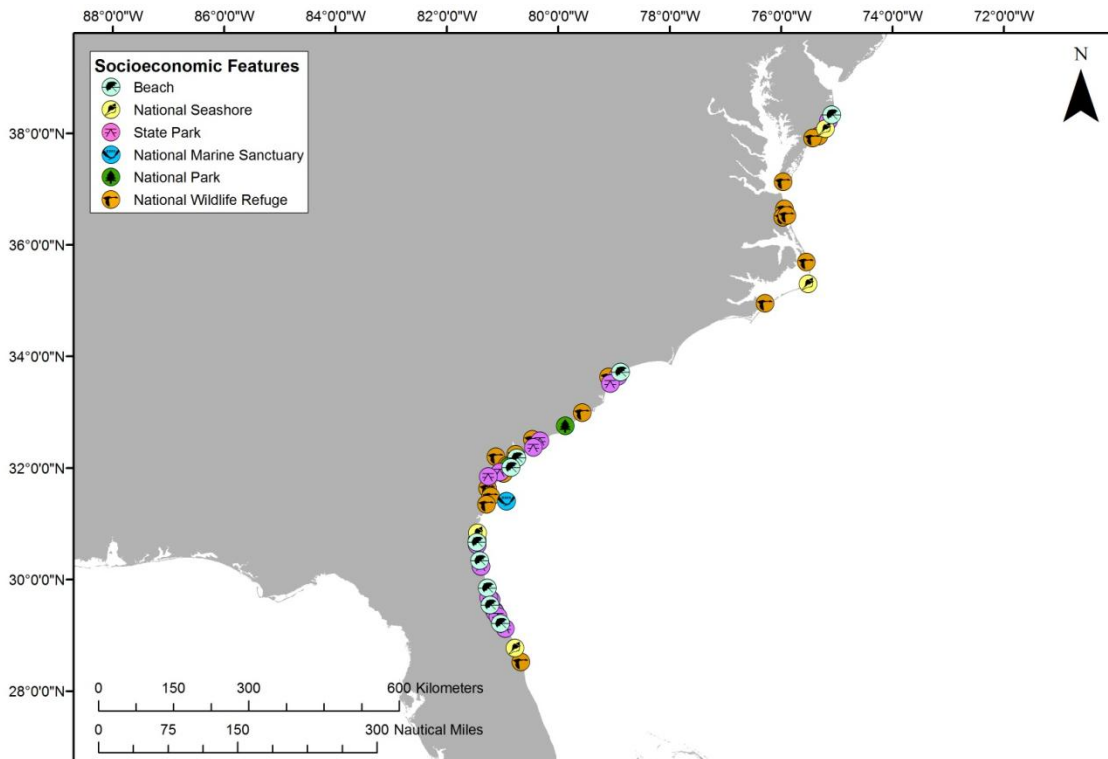 88°0'0"W 86°0'0"W 84°0'0"W 82°0'0"W 80°0'0"W 78°0'0"W 76°0'0"W 74°0'0"W 72°0'0"W
N
Socioeconomic Features
Beach
National Seashore
State Park
National Marine Sanctuary
National Park
National Wildlife Refuge
38°0'0"N
36°0'0"N
34°0'0"N
32°0'0"N
30°0'0"N
28°0'0"N
0 150 300 600 Kilometers
0 75 150 300 Nautical Miles